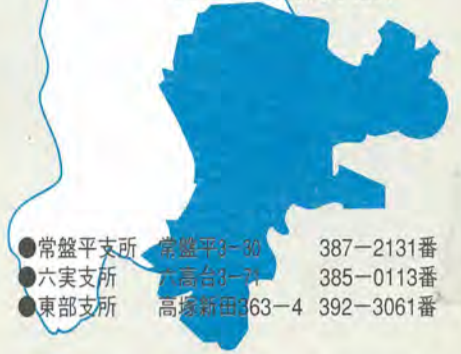 ●常盤平支所 常盤平3-30 387-2131番
●六実支所 六高台3-71 385-0113番
●東部支所 高塚新田363-4 392-3061番